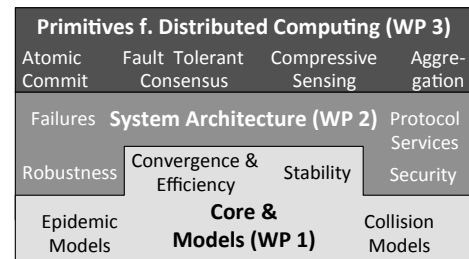 Primitives f. Distributed Computing (WP 3)
Atomic Fault Tolerant Compressive Aggre-
Commit Consensus Sensing gation
Failures System Architecture (WP 2) Protocol
Services
Robustness Convergence & Stability Security
Efficiency
Epidemic Core & Collision
Models Models (WP 1) Models